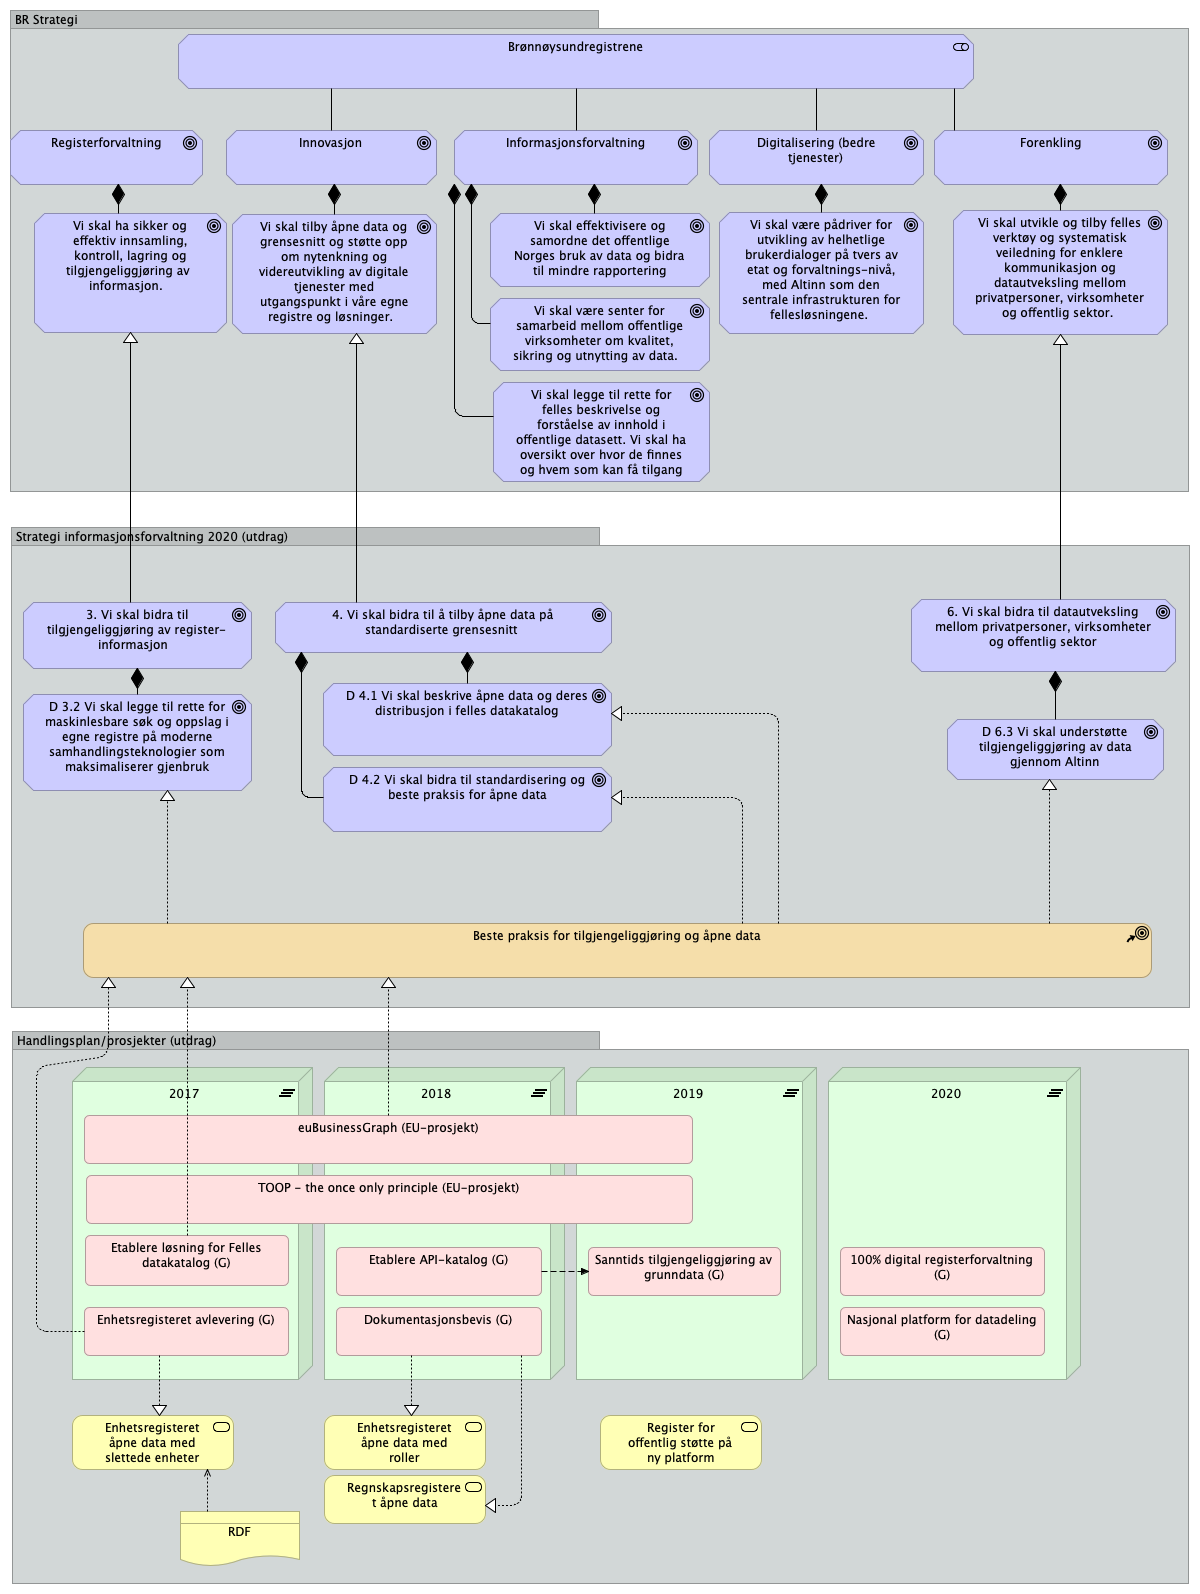 BR Strategi
Brønnøysundregistrene
Registerforvaltning
Innovasjon
Informasjonsforvaltning
Digitalisering (bedre
tjenester)
Forenkling
Vi skal ha sikker og
effektiv innsamling,
kontroll, lagring og
tilgjengeliggjøring av
informasjon.
Vi skal tilby åpne data og
grensesnitt og støtte opp
om nytenkning og
videreutvikling av digitale
tjenester med
utgangspunkt i våre egne
registre og løsninger.
Vi skal effektivisere og
samordne det offentlige
Norges bruk av data og bidra
til mindre rapportering
Vi skal være senter for
samarbeid mellom offentlige
virksomheter om kvalitet,
sikring og utnytting av data.
Vi skal legge til rette for
felles beskrivelse og
forståelse av innhold i
offentlige datasett. Vi skal ha
oversikt over hvor de finnes
og hvem som kan få tilgang
Vi skal være pådriver for
utvikling av helhetlige
brukerdialoger på tvers av
etat og forvaltnings-nivå,
med Altinn som den
sentrale infrastrukturen for
fellesløsningene.
Vi skal utvikle og tilby felles
verktøy og systematisk
veiledning for enklere
kommunikasjon og
datautveksling mellom
privatpersoner, virksomheter
og offentlig sektor.
Strategi informasjonsforvaltning 2020 (utdrag)
3. Vi skal bidra til
tilgjengeliggjøring av register-
informasjon
4. Vi skal bidra til å tilby åpne data på
standardiserte grensesnitt
6. Vi skal bidra til datautveksling
mellom privatpersoner, virksomheter
og offentlig sektor
D 3.2 Vi skal legge til rette for
maskinlesbare søk og oppslag i
egne registre på moderne
samhandlingsteknologier som
maksimaliserer gjenbruk
D 4.1 Vi skal beskrive åpne data og deres
distribusjon i felles datakatalog
D 4.2 Vi skal bidra til standardisering og
beste praksis for åpne data
D 6.3 Vi skal understøtte
tilgjengeliggjøring av data
gjennom Altinn
Beste praksis for tilgjengeliggjøring og åpne data
Handlingsplan/prosjekter (utdrag)
2017
2018
2019
2020
euBusinessGraph (EU-prosjekt)
TOOP - the once only principle (EU-prosjekt)
Etablere løsning for Felles
datakatalog (G)
Etablere API-katalog (G)
Sanntids tilgjengeliggjøring av
grunndata (G)
100% digital registerforvaltning
(G)
Enhetsregisteret avlevering (G)
Dokumentasjonsbevis (G)
Nasjonal platform for datadeling
(G)
Enhetsregisteret
åpne data med
slettede enheter
Enhetsregisteret
åpne data med
roller
Register for
offentlig støtte på
ny platform
Regnskapsregistere
t åpne data
RDF